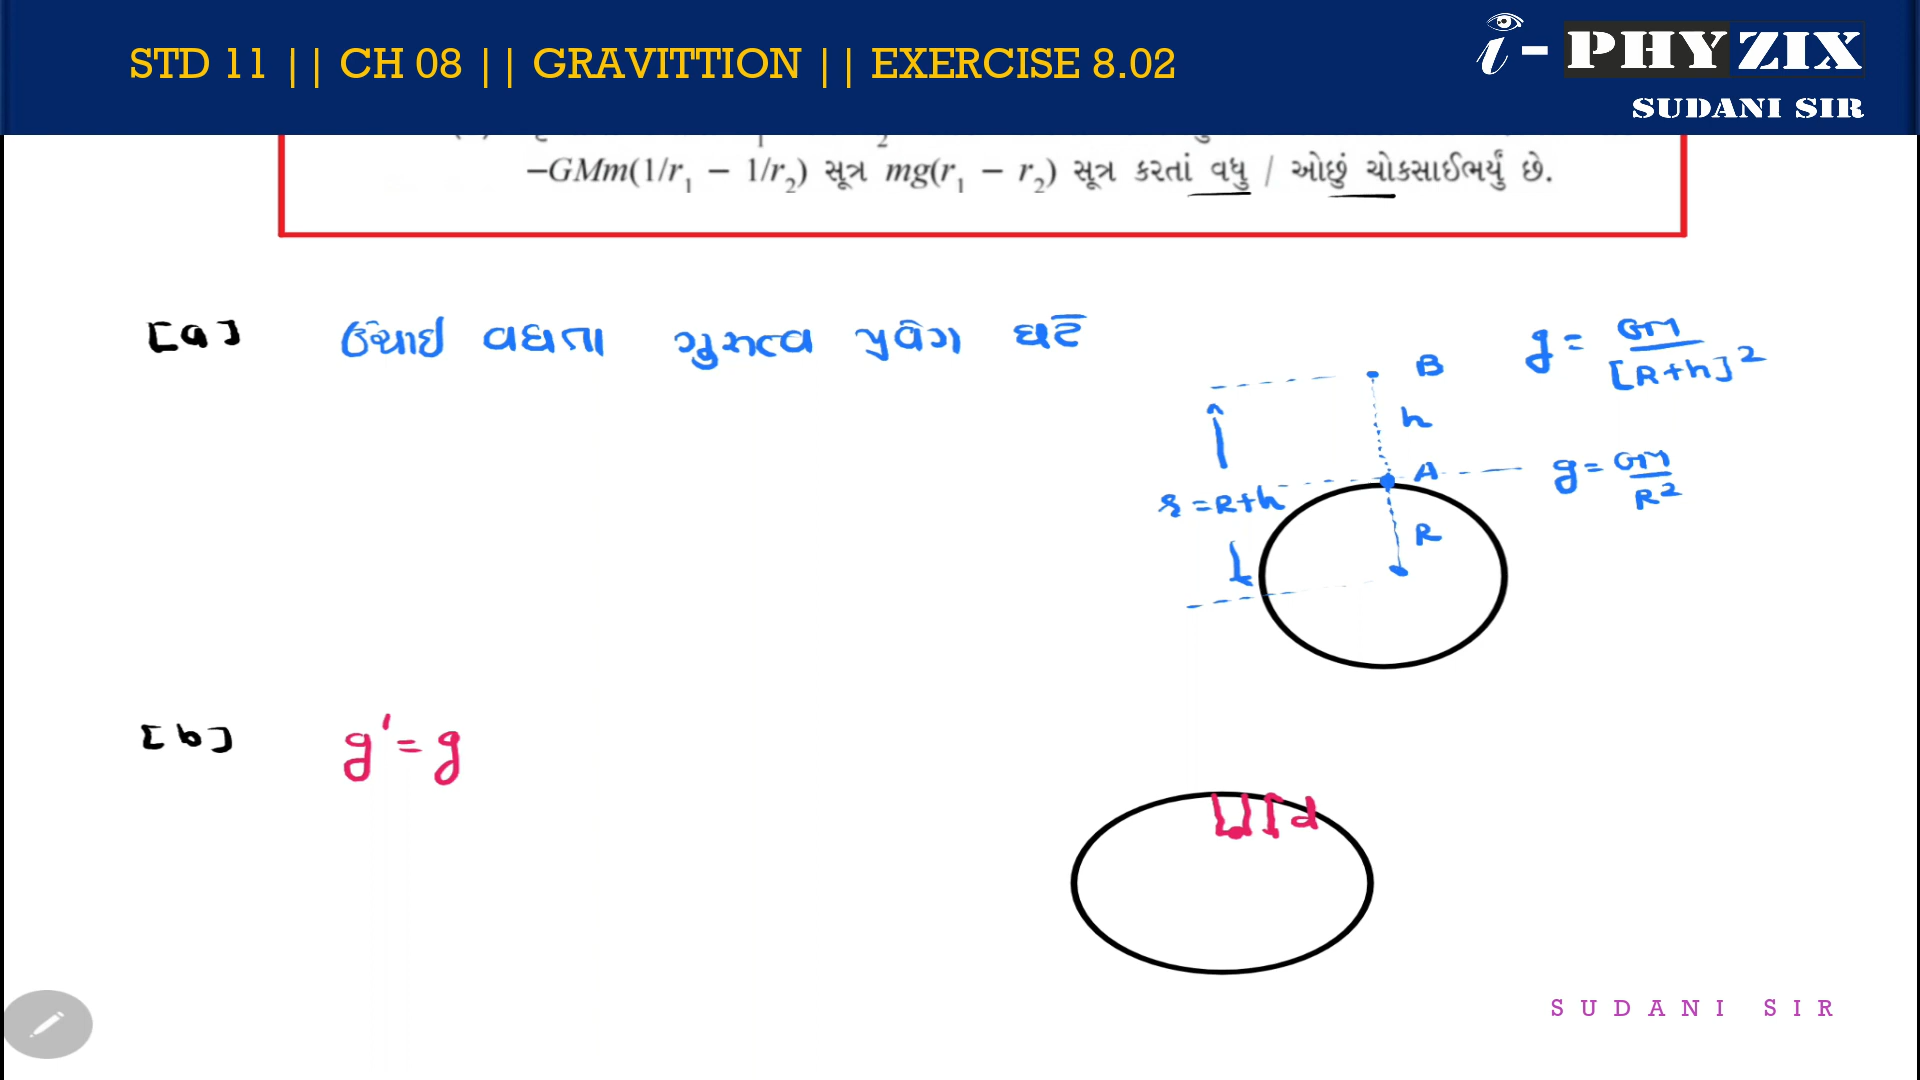 STD 11 || CH 08 || GRAVITTION || EXERCISE 8.02
i - PHYZIX
SUDANI SIR
−GMm(1/r₁ − 1/r₂) સૂત્ર mg(r₁ − r₂) સૂત્ર કરતાં વધુ / ઓછું ચોકસાઈભર્યું છે.
[a] ઉંચાઇ વધતા ગુરુત્વ પ્રવેગ ઘટે
g = GM/[R+h]²
B
h
A
g = GM/R²
r = R+h
R
[b] g' = g
d
SUDANI SIR